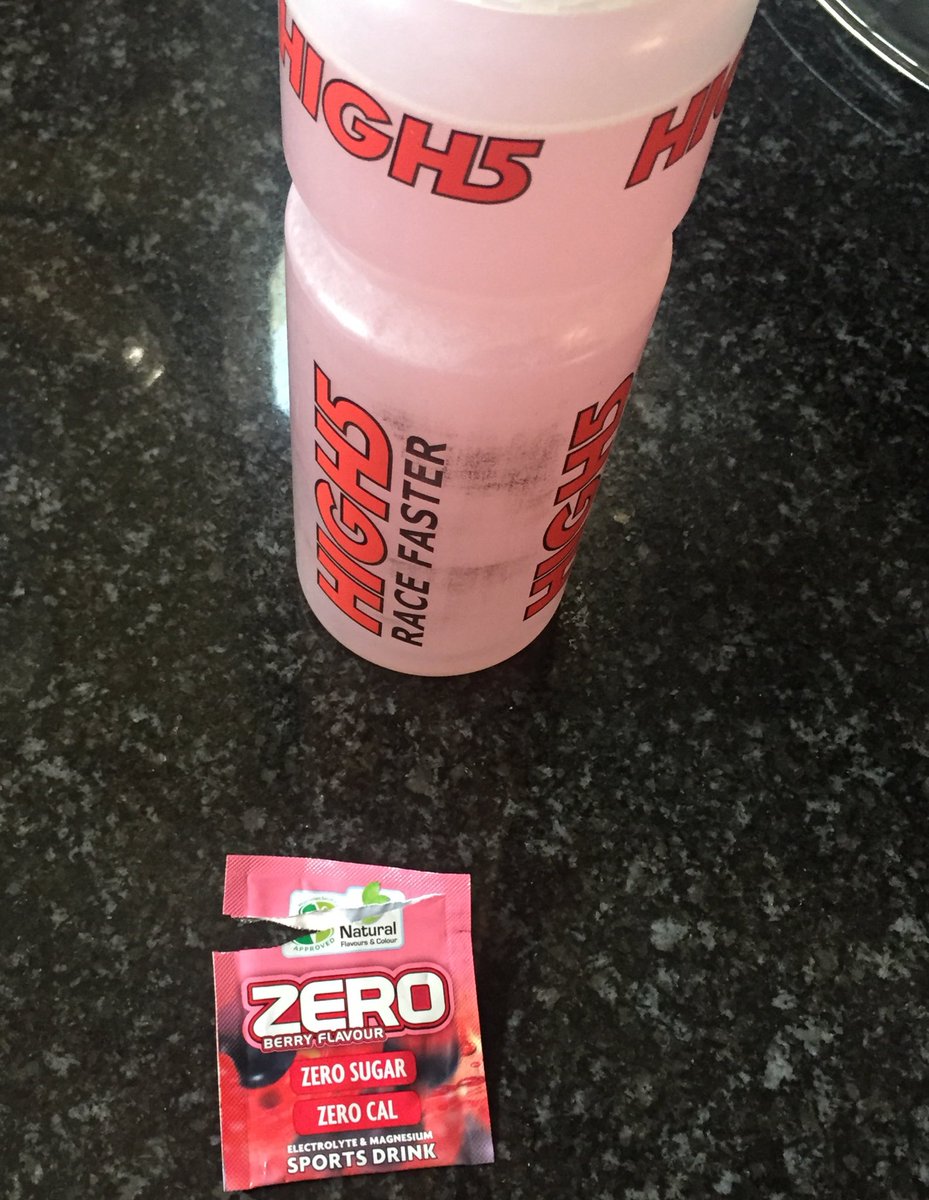 HIGH5
HIGH5
RACE FASTER
HIGH5
APPROVED
Natural
Flavours & Colour
ZERO
BERRY FLAVOUR
ZERO SUGAR
ZERO CAL
ELECTROLYTE & MAGNESIUM
SPORTS DRINK